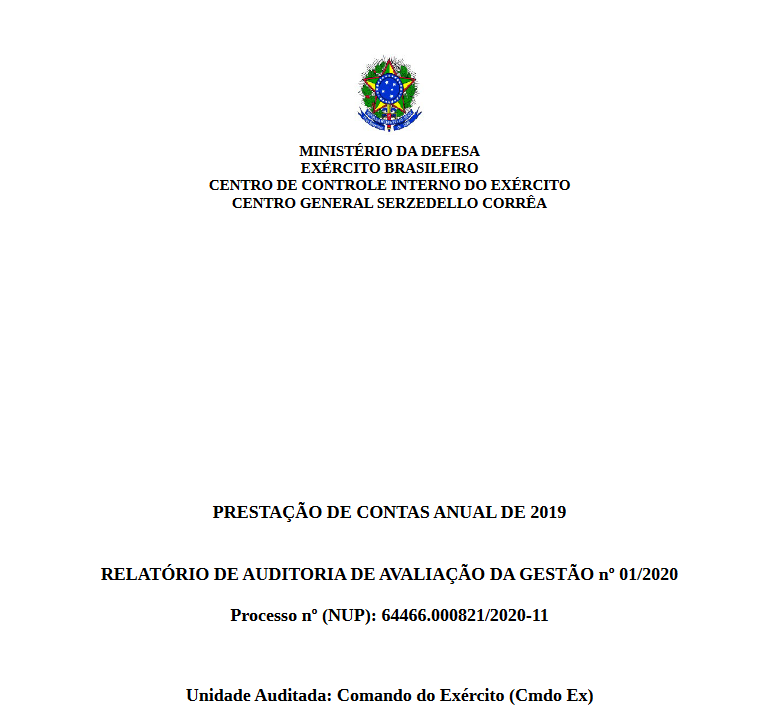 MINISTÉRIO DA DEFESA
EXÉRCITO BRASILEIRO
CENTRO DE CONTROLE INTERNO DO EXÉRCITO
CENTRO GENERAL SERZEDELLO CORRÊA
PRESTAÇÃO DE CONTAS ANUAL DE 2019
RELATÓRIO DE AUDITORIA DE AVALIAÇÃO DA GESTÃO nº 01/2020
Processo nº (NUP): 64466.000821/2020-11
Unidade Auditada: Comando do Exército (Cmdo Ex)